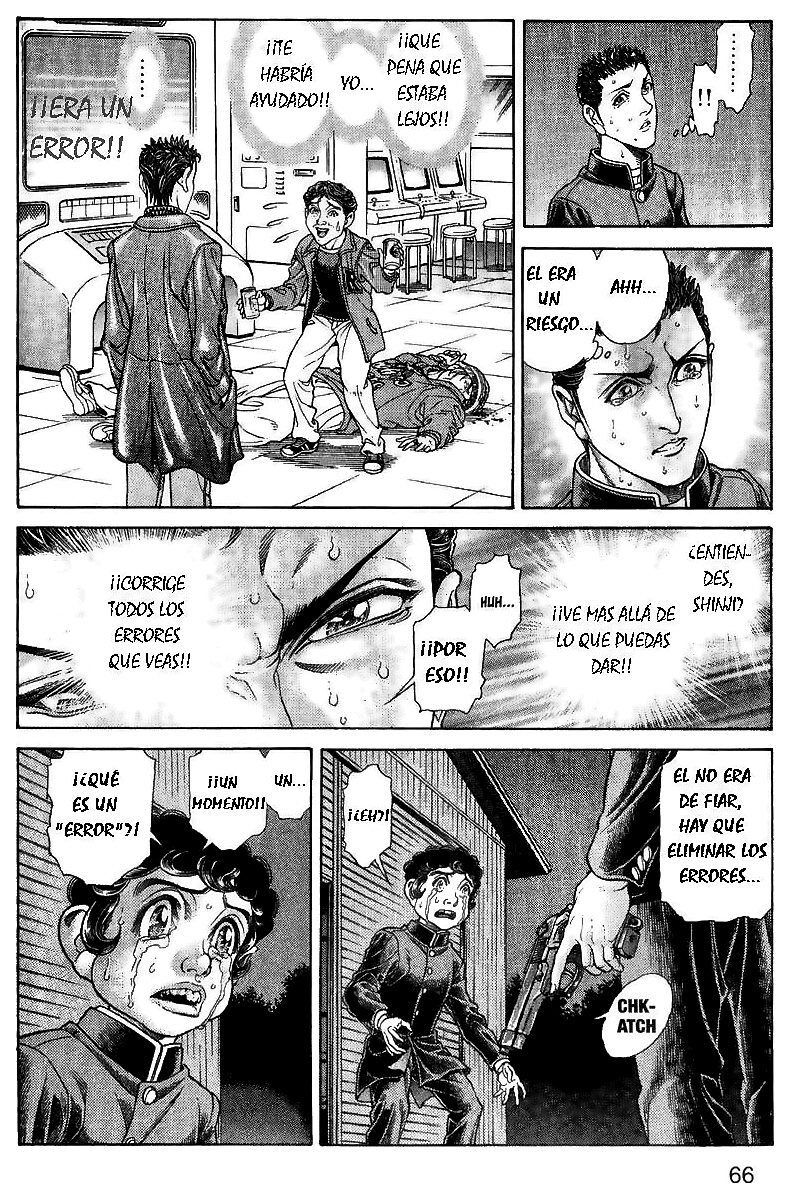 .....
!!
AHH...
EL ERA
UN
RIESGO...
¡¡QUE
PENA QUE
ESTABA
LEJOS!!
YO...
¡¡TE
HABRÍA
AYUDADO!!
.....
¡¡ERA UN
ERROR!!
¿ENTIEN-
DES,
SHINJI?
¡¡VE MAS ALLÁ DE
LO QUE PUEDAS
DAR!!
HUH...
¡¡POR
ESO!!
¡¡CORRIGE
TODOS LOS
ERRORES
QUE VEAS!!
EL NO ERA
DE FIAR,
HAY QUE
ELIMINAR LOS
ERRORES...
CHK-
ATCH
¡¿EH?!
UN...
¡¡UN
MOMENTO!!
¡¿QUÉ
ES UN
"ERROR"?!
66